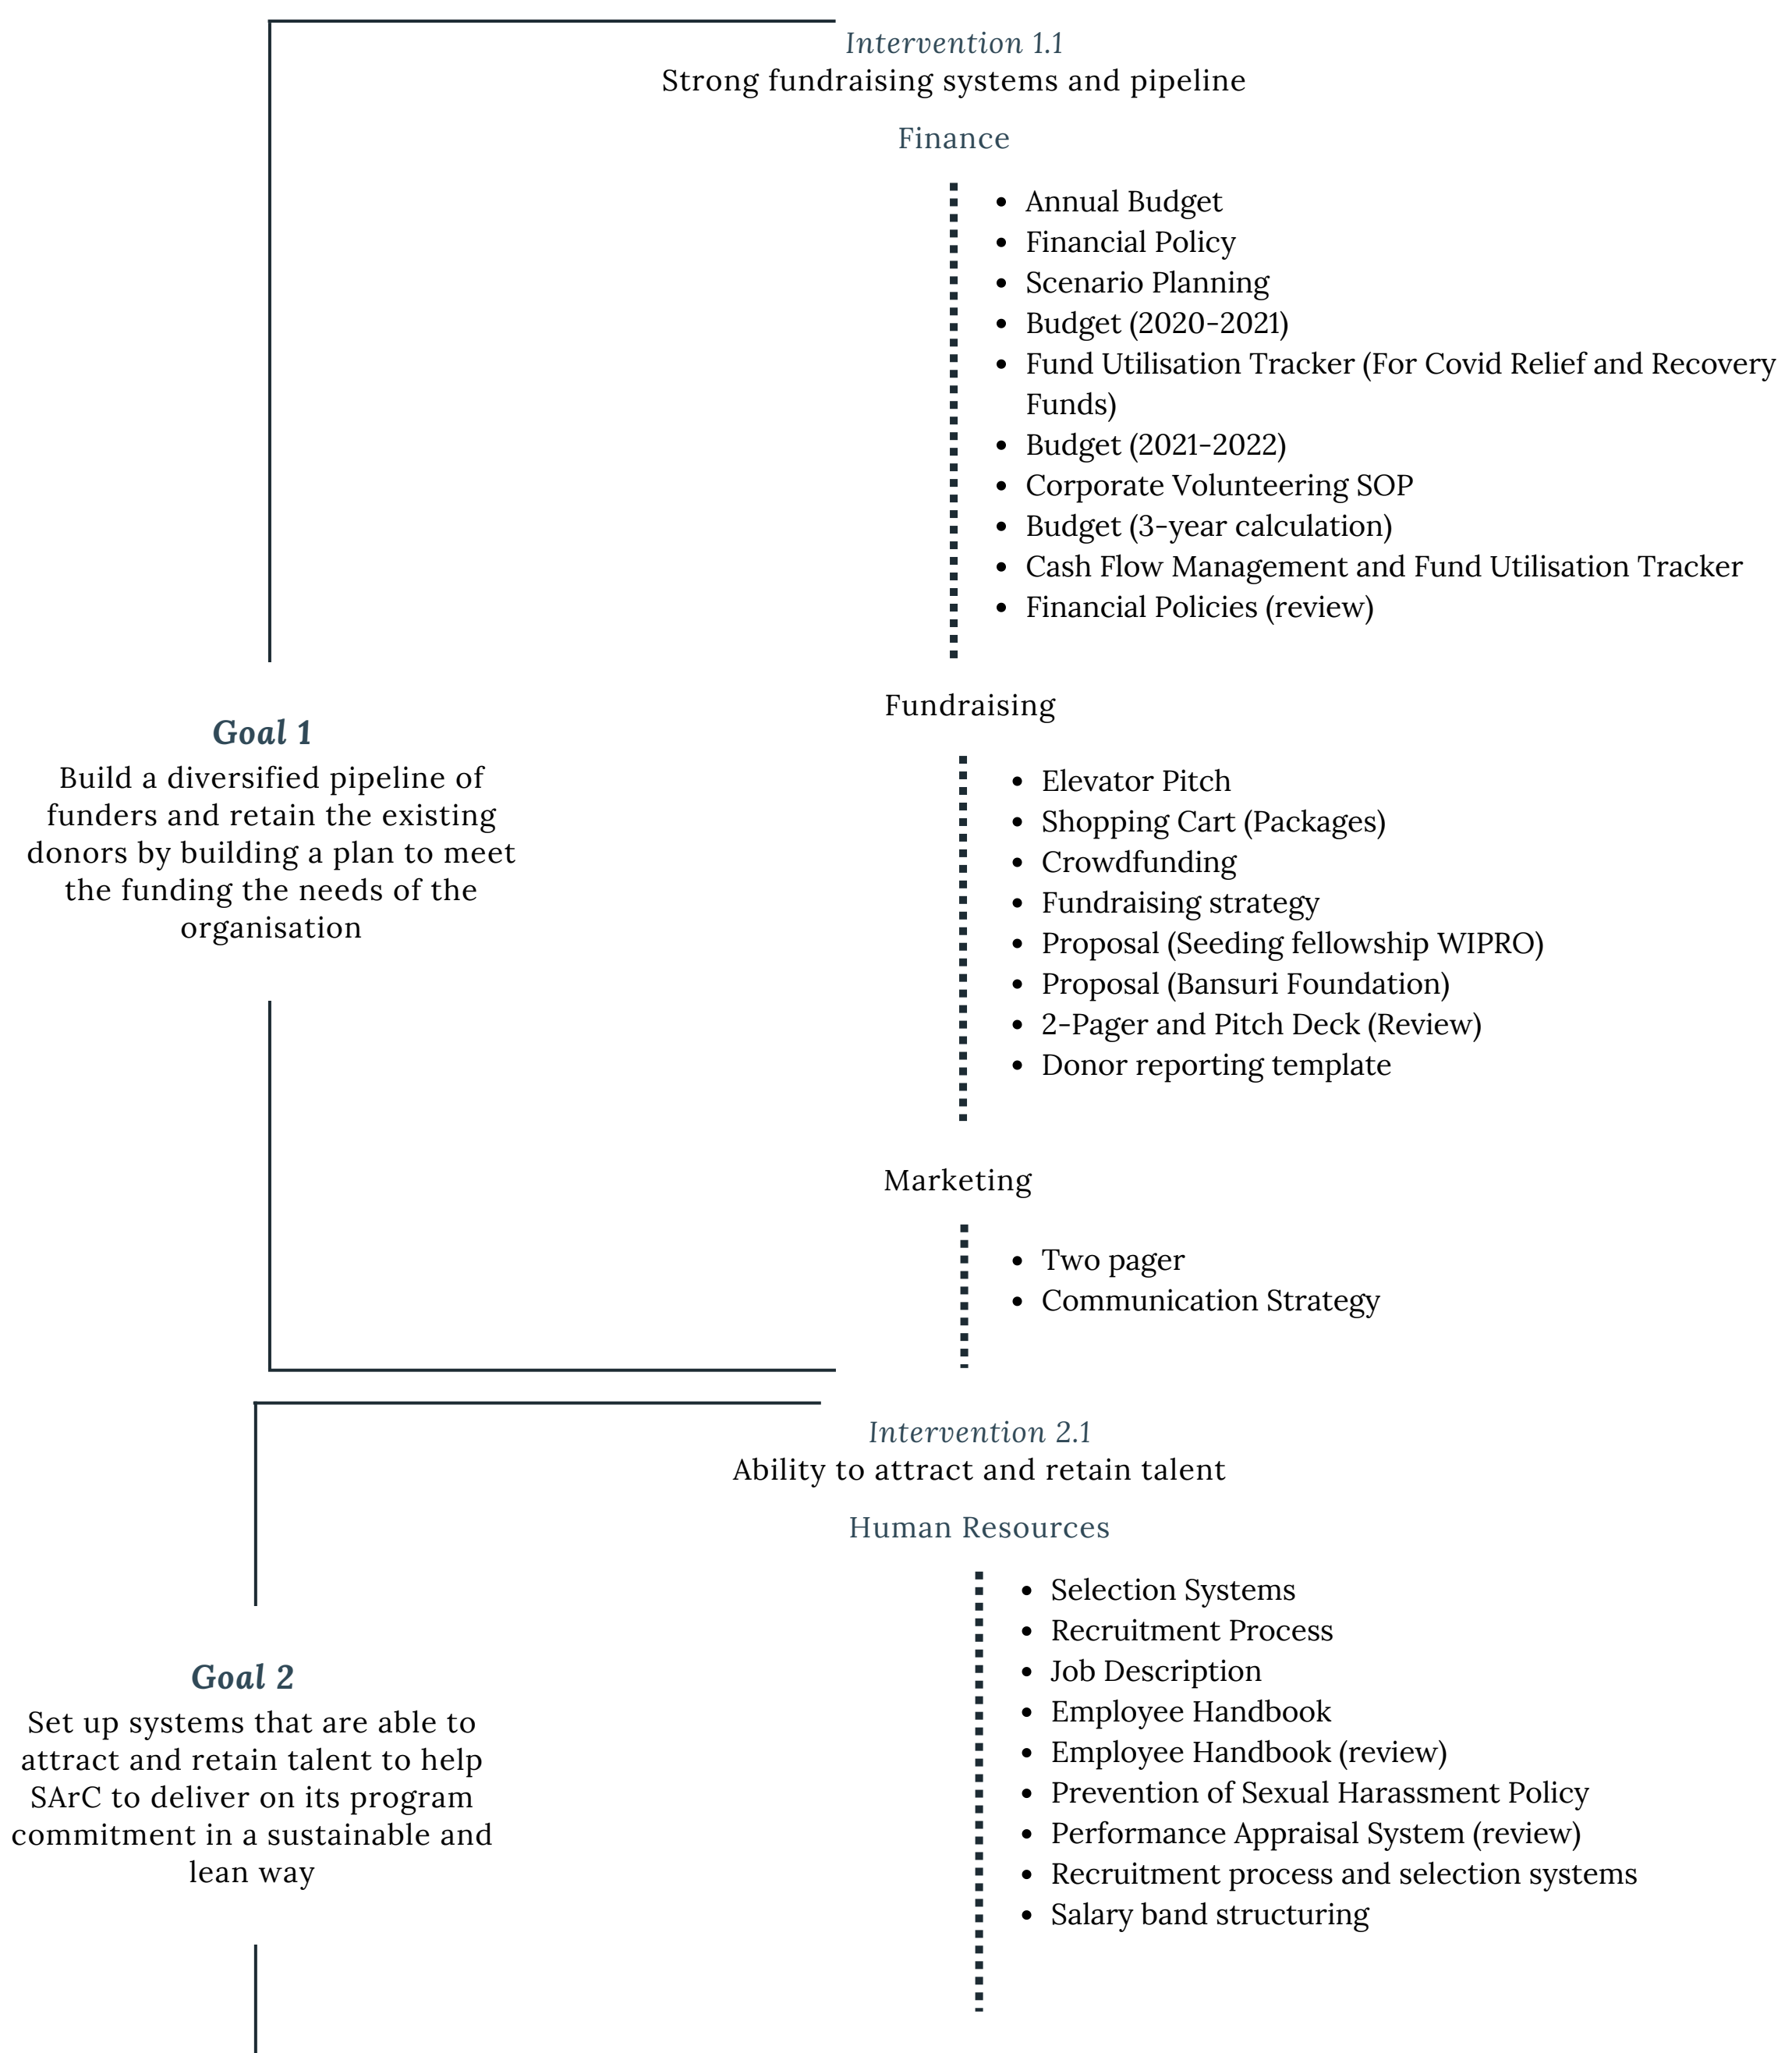 Intervention 1.1
Strong fundraising systems and pipeline
Finance
• Annual Budget
• Financial Policy
• Scenario Planning
• Budget (2020-2021)
• Fund Utilisation Tracker (For Covid Relief and Recovery
Funds)
• Budget (2021-2022)
• Corporate Volunteering SOP
• Budget (3-year calculation)
• Cash Flow Management and Fund Utilisation Tracker
• Financial Policies (review)
Goal 1
Build a diversified pipeline of
funders and retain the existing
donors by building a plan to meet
the funding the needs of the
organisation
Fundraising
• Elevator Pitch
• Shopping Cart (Packages)
• Crowdfunding
• Fundraising strategy
• Proposal (Seeding fellowship WIPRO)
• Proposal (Bansuri Foundation)
• 2-Pager and Pitch Deck (Review)
• Donor reporting template
Marketing
• Two pager
• Communication Strategy
Intervention 2.1
Ability to attract and retain talent
Human Resources
• Selection Systems
• Recruitment Process
• Job Description
• Employee Handbook
• Employee Handbook (review)
• Prevention of Sexual Harassment Policy
• Performance Appraisal System (review)
• Recruitment process and selection systems
• Salary band structuring
Goal 2
Set up systems that are able to
attract and retain talent to help
SArC to deliver on its program
commitment in a sustainable and
lean way